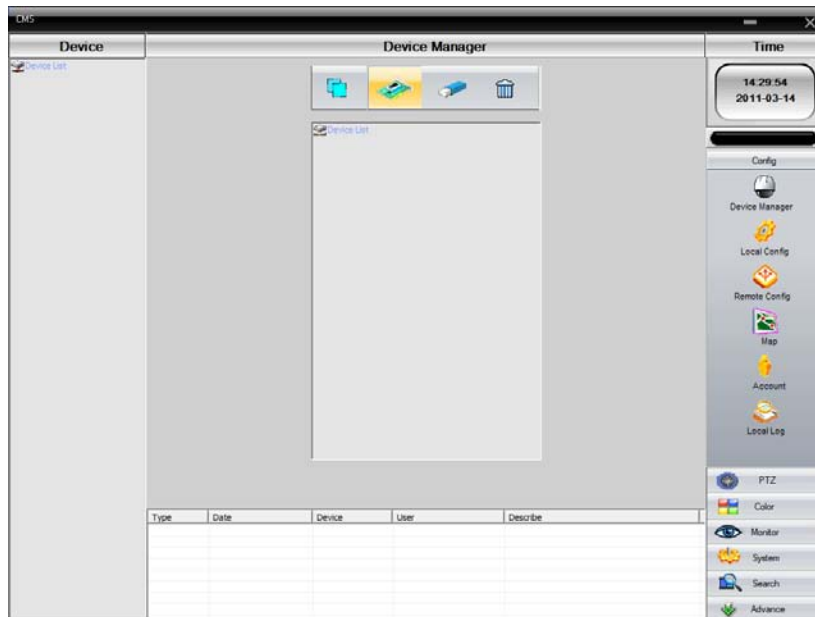 CMS
Device
Device Manager
Time
Device List
Device List
14:29:54
2011-03-14
Config
Device Manager
Local Config
Remote Config
Map
Account
Local Log
PTZ
Color
Monitor
System
Search
Advance
Type Date Device User Describe